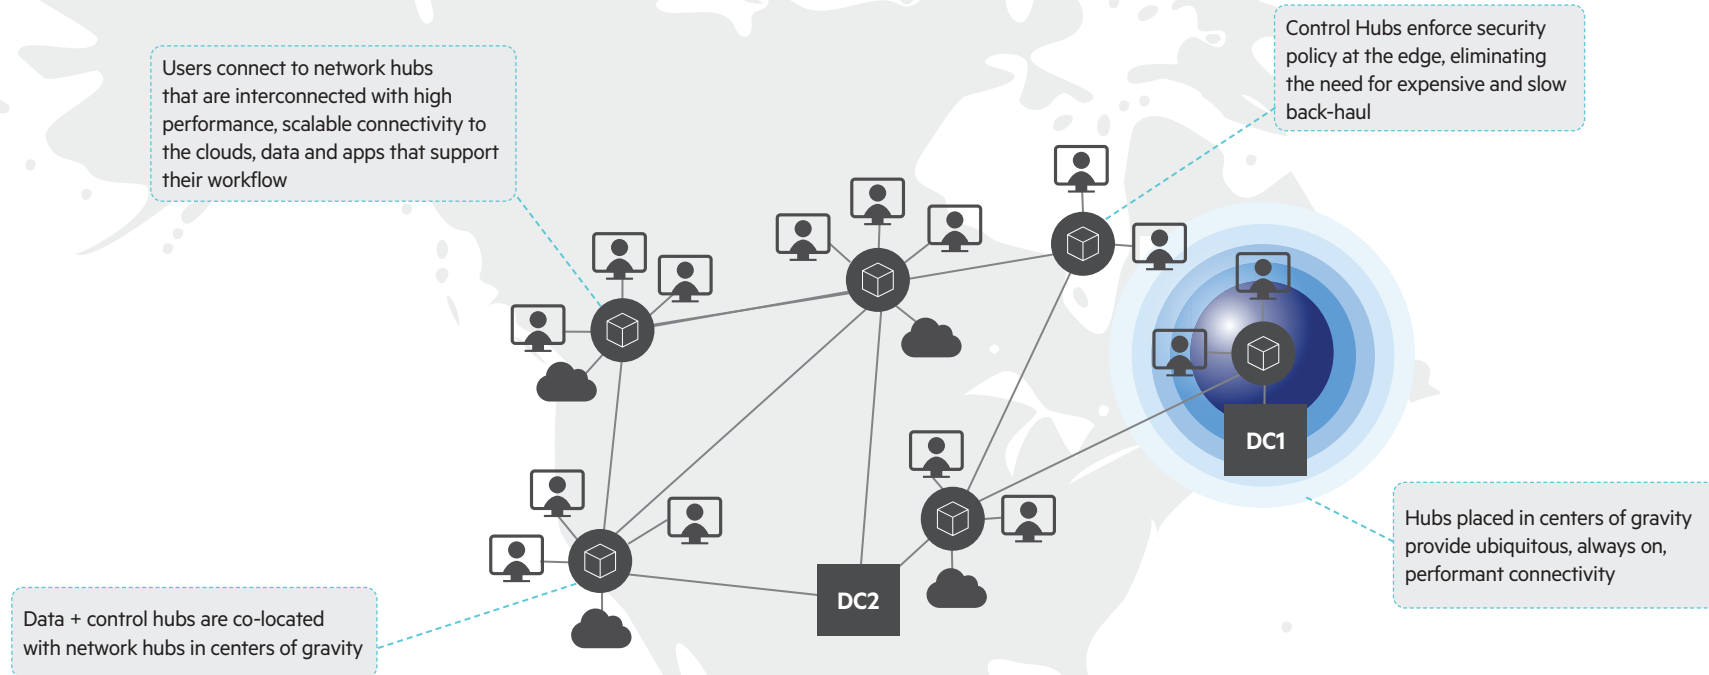 Users connect to network hubs
that are interconnected with high
performance, scalable connectivity to
the clouds, data and apps that support
their workflow
Control Hubs enforce security
policy at the edge, eliminating
the need for expensive and slow
back-haul
DC1
Hubs placed in centers of gravity
provide ubiquitous, always on,
performant connectivity
DC2
Data + control hubs are co-located
with network hubs in centers of gravity